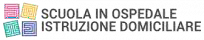 SCUOLA IN OSPEDALE
ISTRUZIONE DOMICILIARE